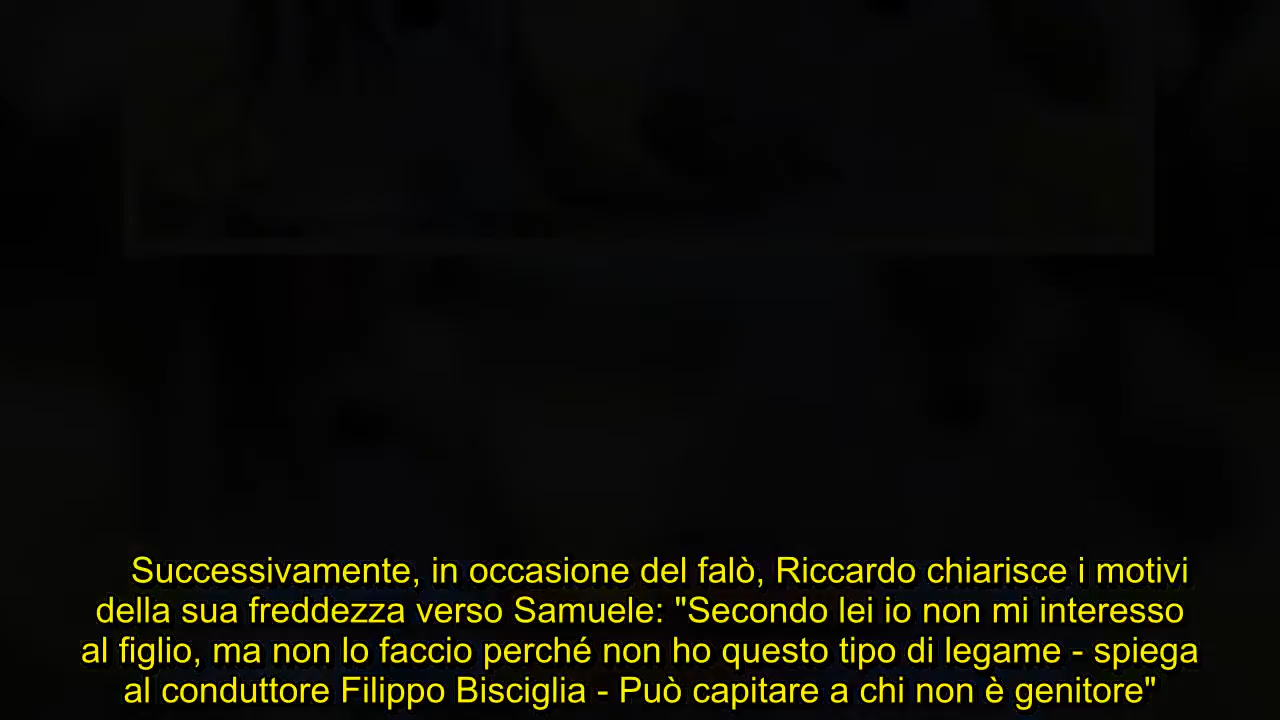 Successivamente, in occasione del falò, Riccardo chiarisce i motivi
della sua freddezza verso Samuele: "Secondo lei io non mi interesso
al figlio, ma non lo faccio perché non ho questo tipo di legame - spiega
al conduttore Filippo Bisciglia - Può capitare a chi non è genitore"